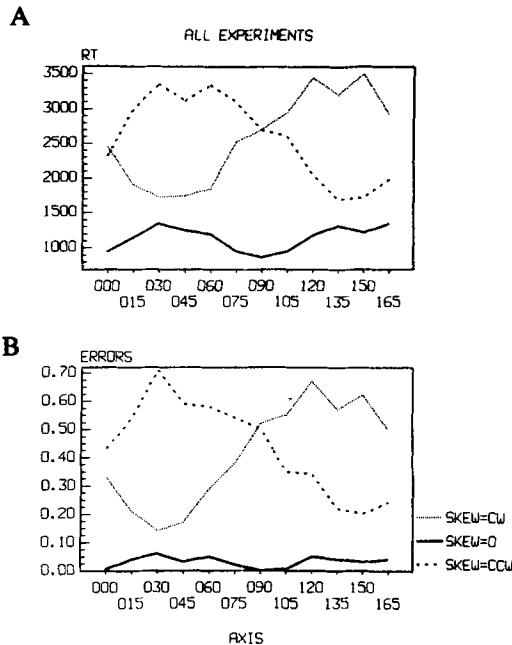 A
ALL EXPERIMENTS
RT
3500
3000
2500
2000
1500
1000
000 030 045 060 090 120 150
015 045 075 105 135 165
B
ERRORS
0.70
0.60
0.50
0.40
0.30
0.20
0.10
0.00
000 030 060 090 120 150
015 045 075 105 135 165
SKEW=CW
SKEW=0
SKEW=CCW
AXIS